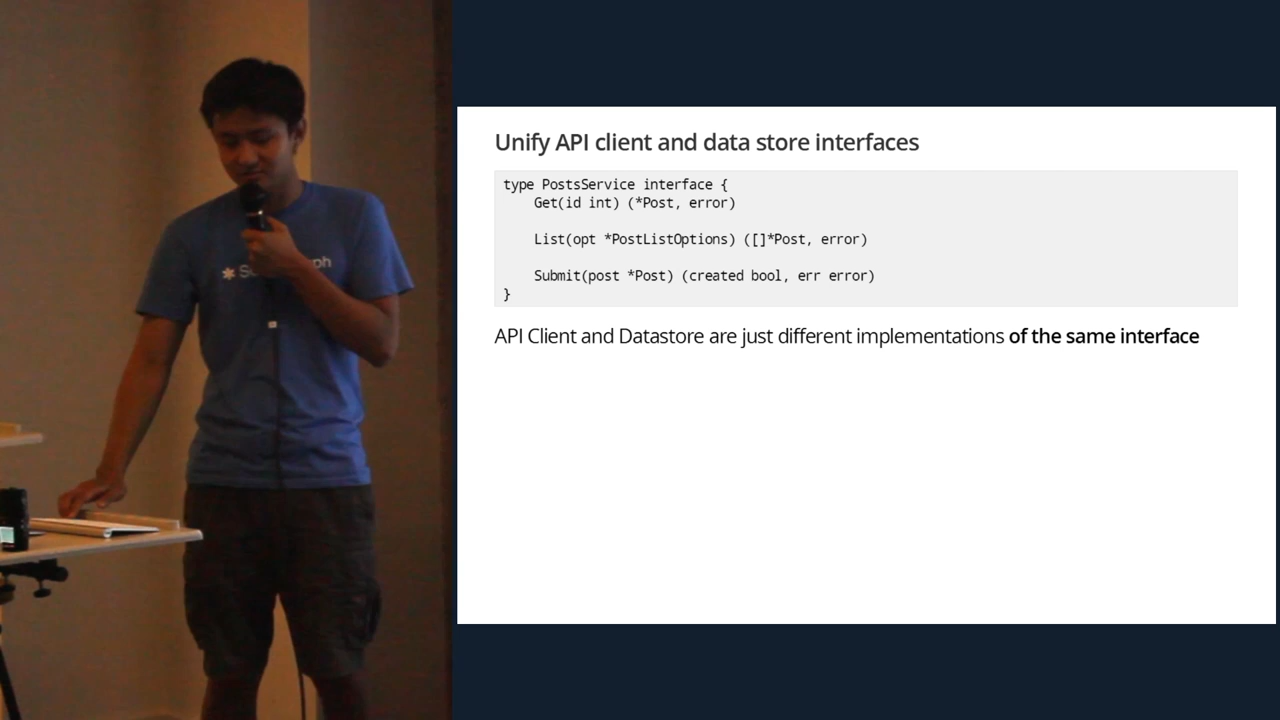 Unify API client and data store interfaces
type PostsService interface {
Get(id int) (*Post, error)
List(opt *PostListOptions) ([]*Post, error)
Submit(post *Post) (created bool, err error)
}
API Client and Datastore are just different implementations of the same interface